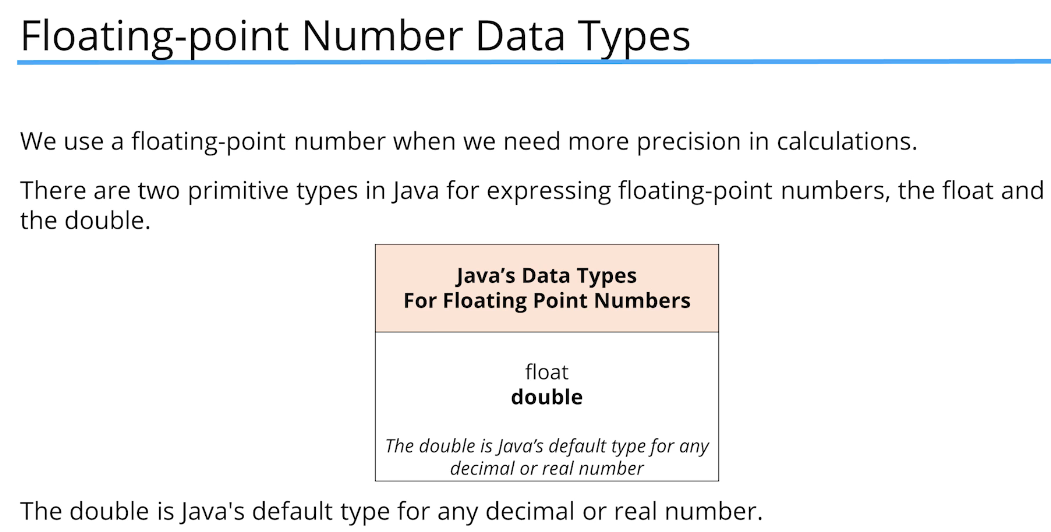 Floating-point Number Data Types
We use a floating-point number when we need more precision in calculations.
There are two primitive types in Java for expressing floating-point numbers, the float and
the double.
Java’s Data Types
For Floating Point Numbers
float
double
The double is Java’s default type for any
decimal or real number
The double is Java's default type for any decimal or real number.